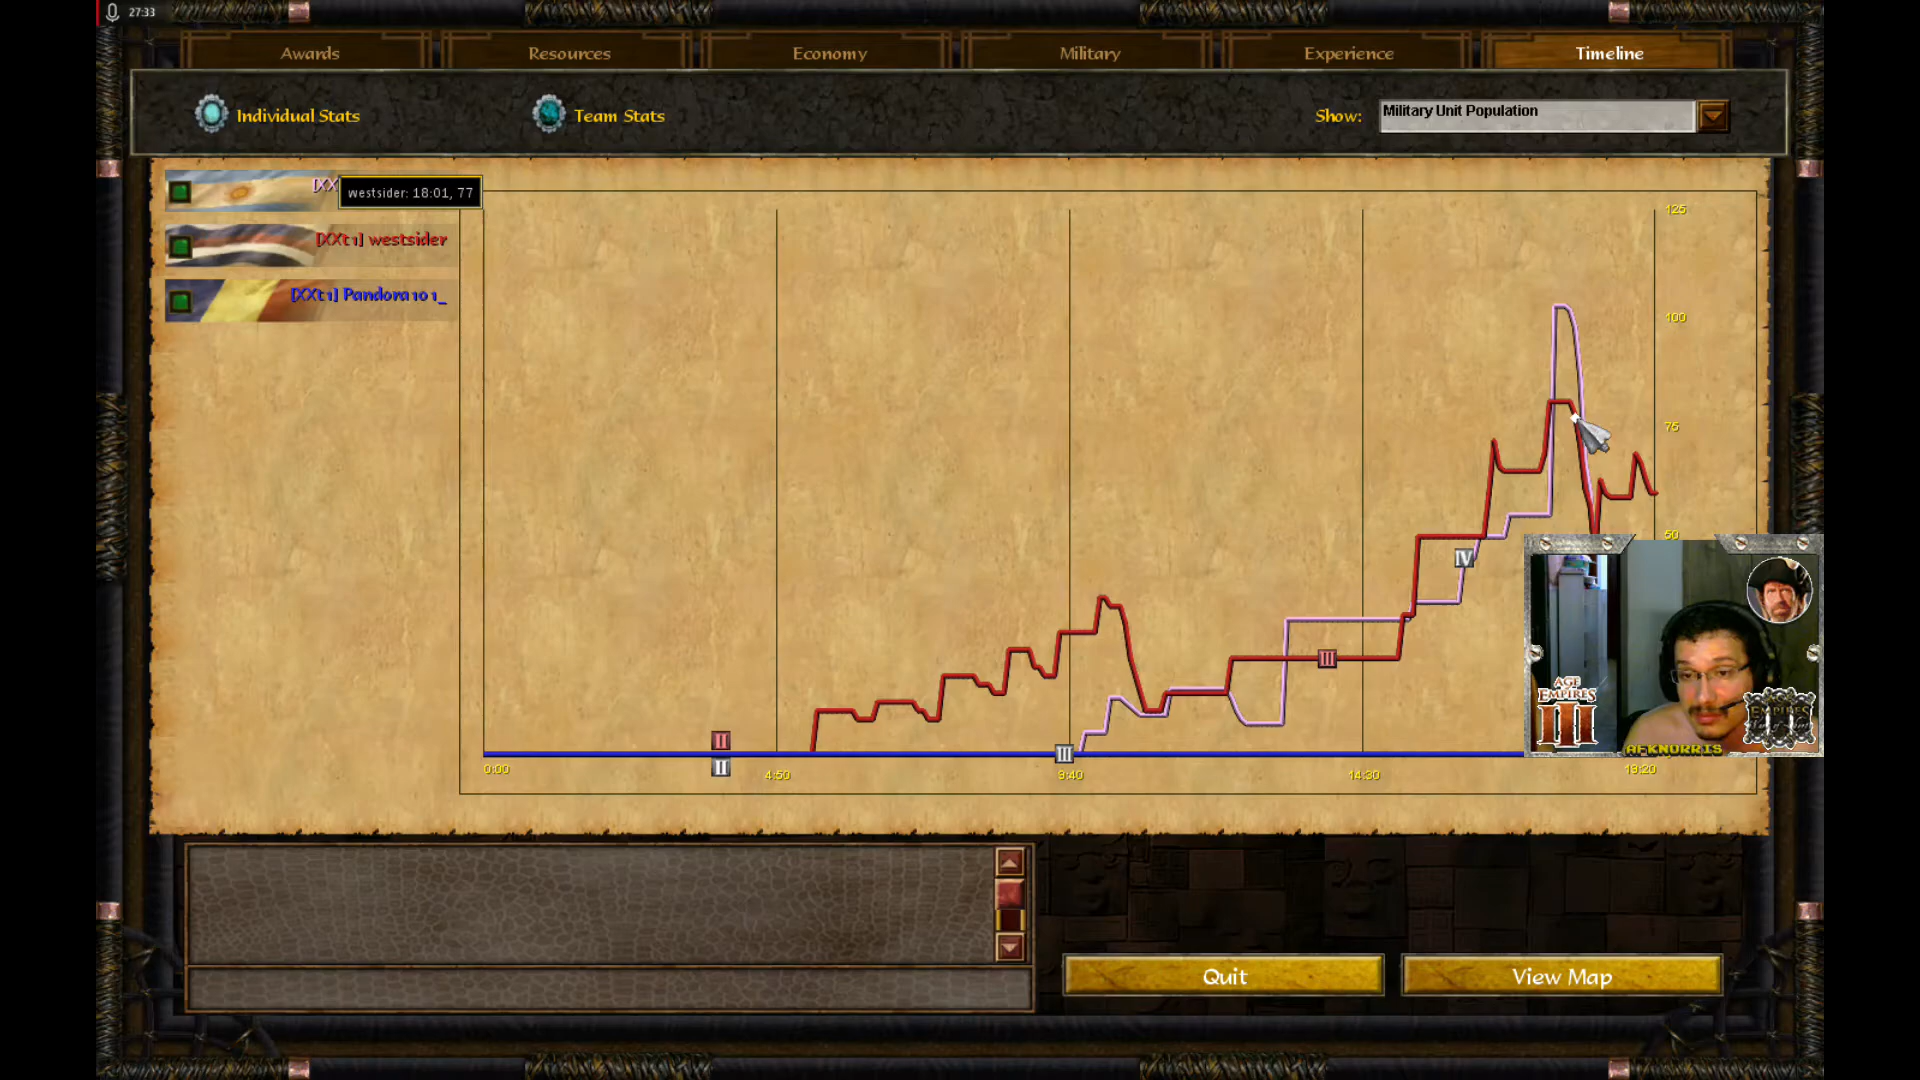 27:33
Awards
Resources
Economy
Military
Experience
Timeline
Individual Stats
Team Stats
Show:
Military Unit Population
[XX
westsider: 18:01, 77
[XXt1] westsider
[XXt1] Pandora101_
125
100
75
50
IV
III
II
II
III
0:00
4:50
9:40
14:30
19:20
AGE
EMPIRES
III
AFKNORRIS
Quit
View Map